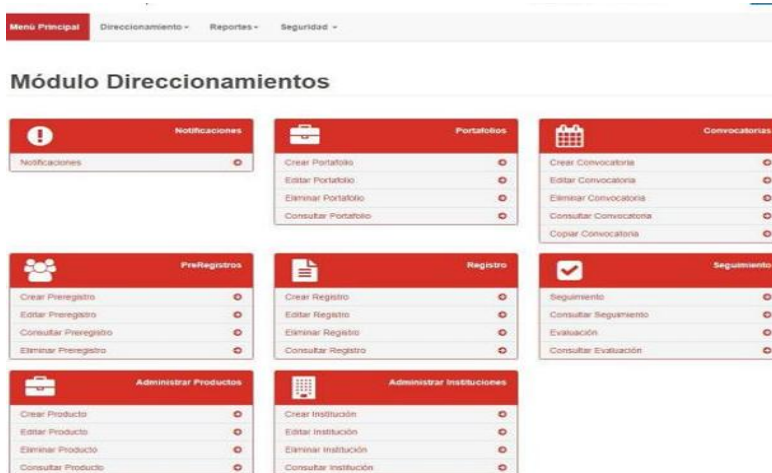 Menú Principal Direccionamiento Reportes Seguridad
Módulo Direccionamientos
Notificaciones
Notificaciones
Portafolios
Crear Portafolio
Editar Portafolio
Eliminar Portafolio
Consultar Portafolio
Convocatorias
Crear Convocatoria
Editar Convocatoria
Eliminar Convocatoria
Consultar Convocatoria
Copiar Convocatoria
PreRegistros
Crear Preregistro
Editar Preregistro
Consultar Preregistro
Eliminar Preregistro
Registro
Crear Registro
Editar Registro
Eliminar Registro
Consultar Registro
Seguimiento
Seguimiento
Consultar Seguimiento
Evaluación
Consultar Evaluación
Administrar Productos
Crear Producto
Editar Producto
Eliminar Producto
Consultar Producto
Administrar Instituciones
Crear Institución
Editar Institución
Eliminar Institución
Consultar Institución